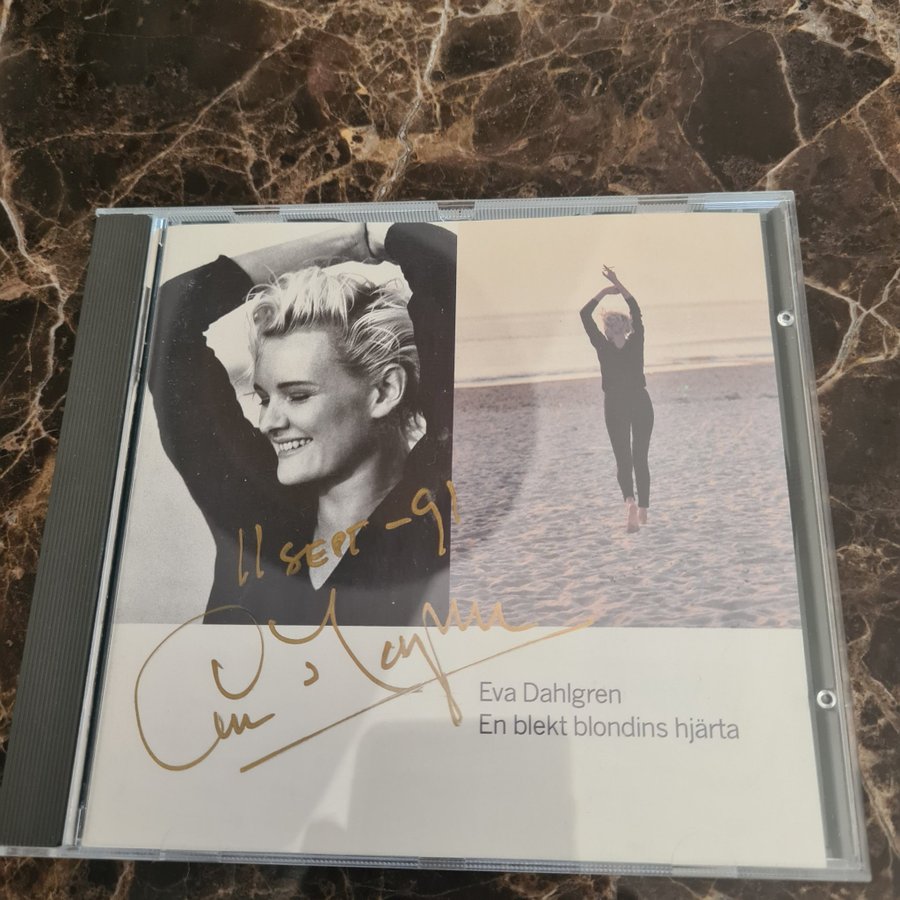 11 SEPT - 91
Eva Dahlgren
En blekt blondins hjärta